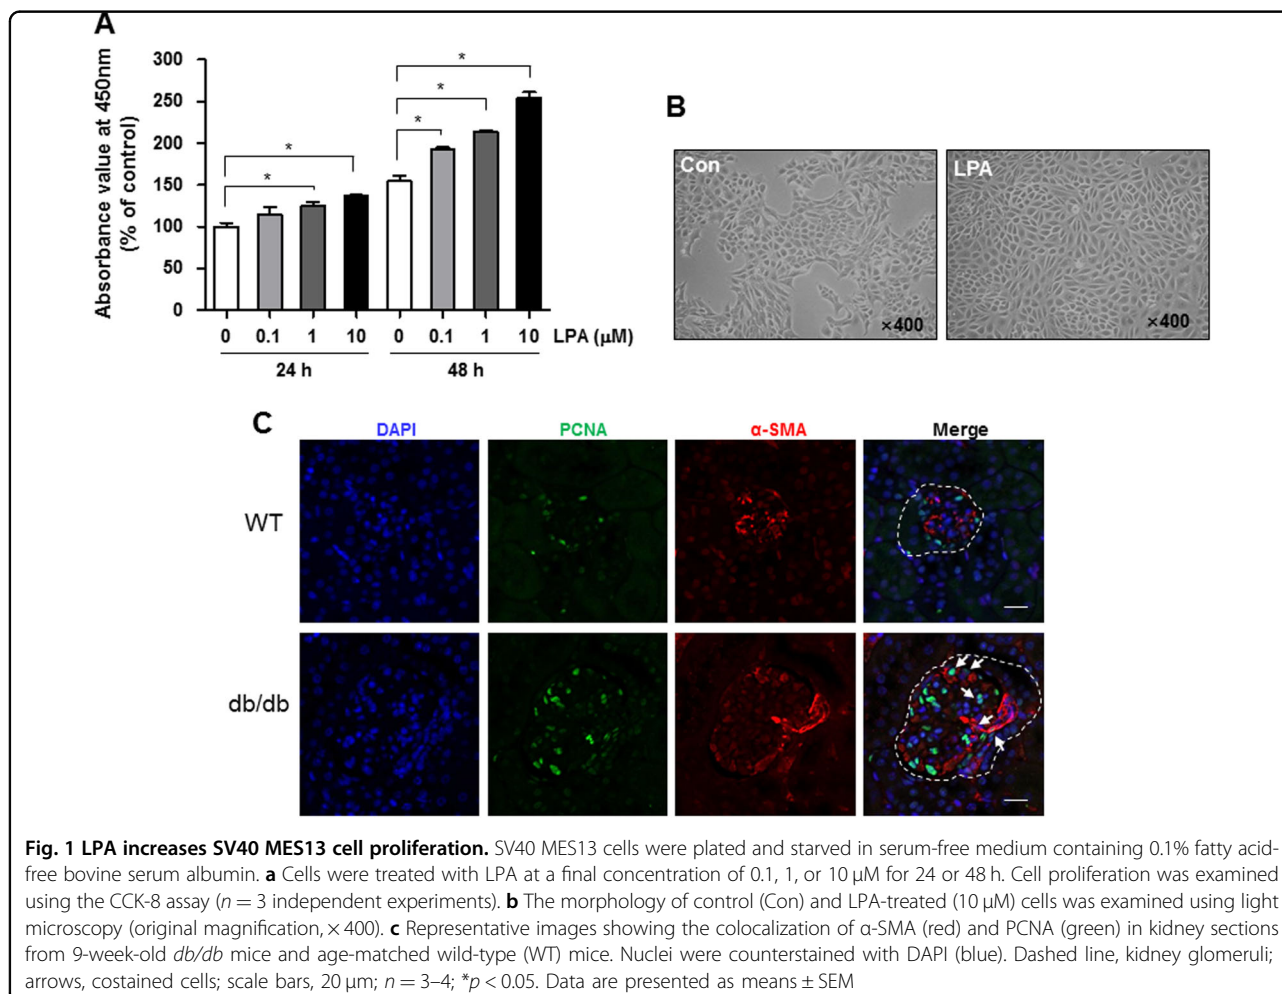 A
Absorbance value at 450nm
(% of control)
300
250
200
150
100
50
0
* * * * *
0 0.1 1 10 0 0.1 1 10 LPA (μM)
24 h 48 h
B
Con LPA
×400 ×400
C
DAPI PCNA α-SMA Merge
WT
db/db
Fig. 1 LPA increases SV40 MES13 cell proliferation. SV40 MES13 cells were plated and starved in serum-free medium containing 0.1% fatty acid-
free bovine serum albumin. a Cells were treated with LPA at a final concentration of 0.1, 1, or 10 μM for 24 or 48 h. Cell proliferation was examined
using the CCK-8 assay (n = 3 independent experiments). b The morphology of control (Con) and LPA-treated (10 μM) cells was examined using light
microscopy (original magnification, × 400). c Representative images showing the colocalization of α-SMA (red) and PCNA (green) in kidney sections
from 9-week-old db/db mice and age-matched wild-type (WT) mice. Nuclei were counterstained with DAPI (blue). Dashed line, kidney glomeruli;
arrows, costained cells; scale bars, 20 μm; n = 3–4; *p < 0.05. Data are presented as means ± SEM